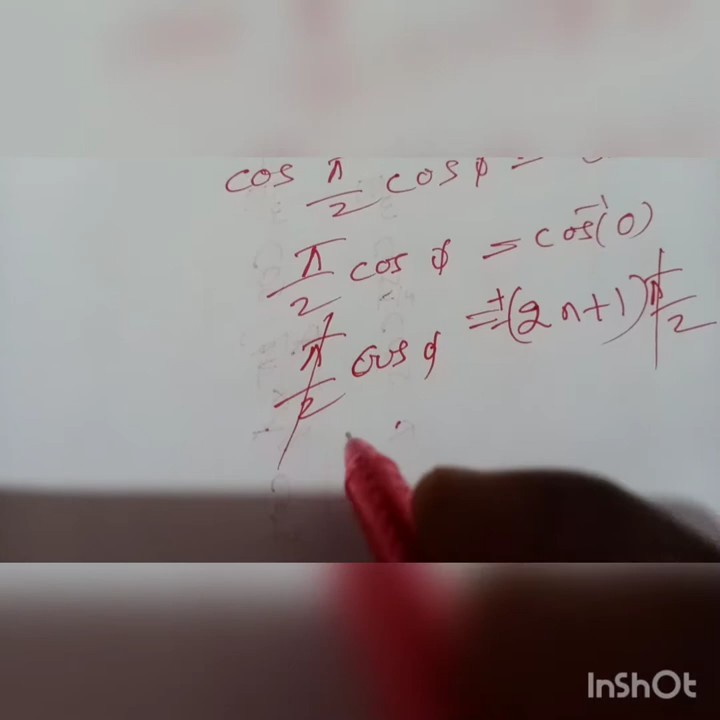 cos π/2 cos φ =
π/2 cos φ = cos⁻¹(0)
π/2 cos φ = ±(2n+1) π/2
InShOt